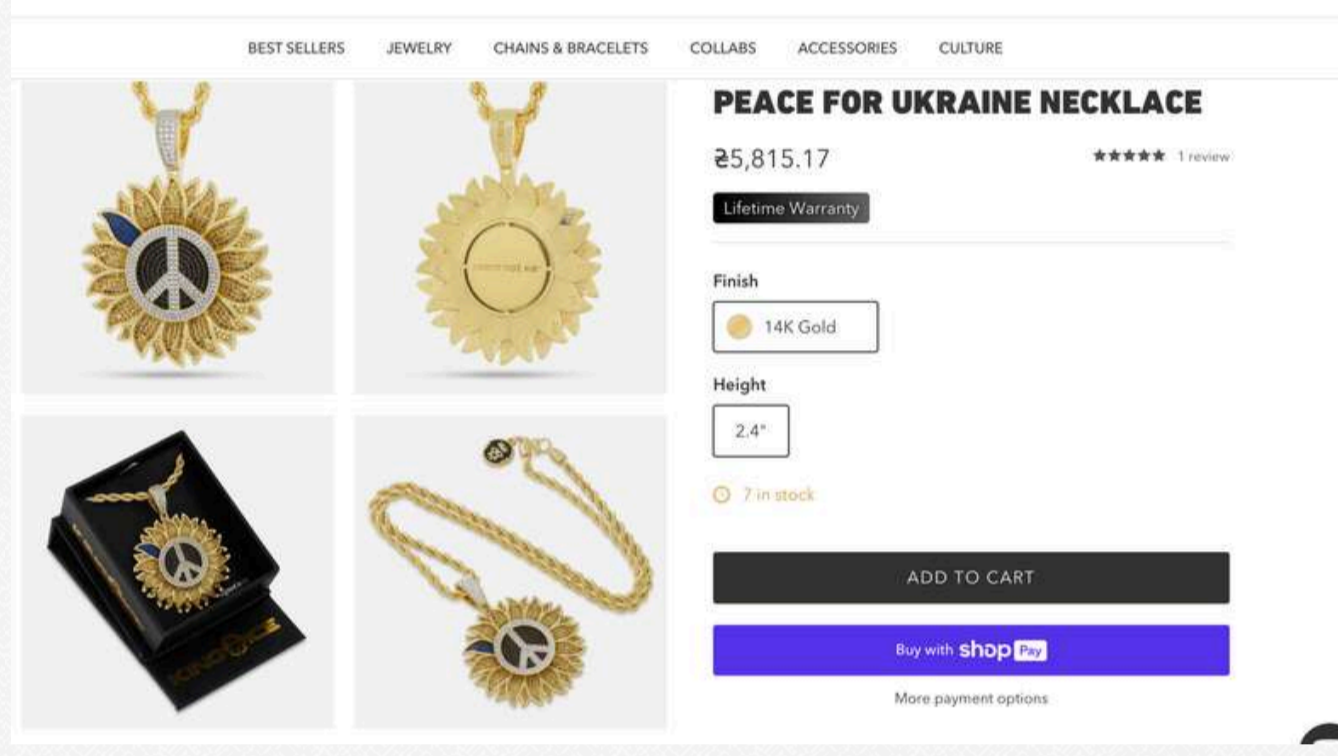 BEST SELLERS JEWELRY CHAINS & BRACELETS COLLABS ACCESSORIES CULTURE
PEACE FOR UKRAINE NECKLACE
₴5,815.17
★★★★★ 1 review
Lifetime Warranty
Finish
14K Gold
Height
2.4"
7 in stock
ADD TO CART
Buy with shop Pay
More payment options